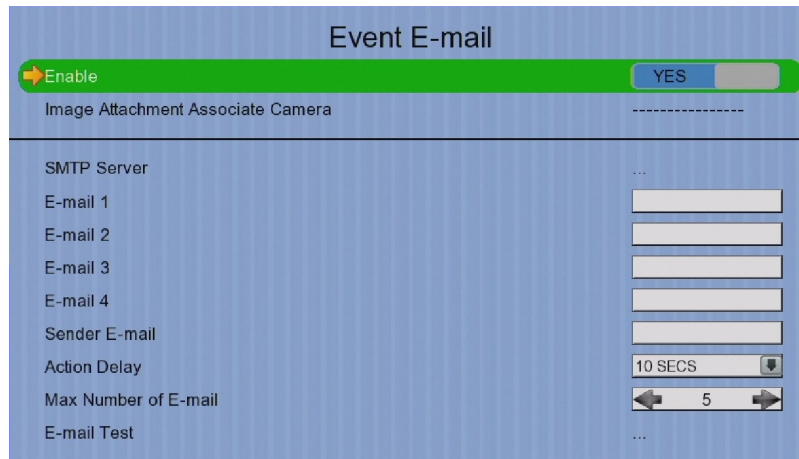 Event E-mail
Enable YES
Image Attachment Associate Camera ---------------
SMTP Server ...
E-mail 1
E-mail 2
E-mail 3
E-mail 4
Sender E-mail
Action Delay 10 SECS
Max Number of E-mail 5
E-mail Test ...